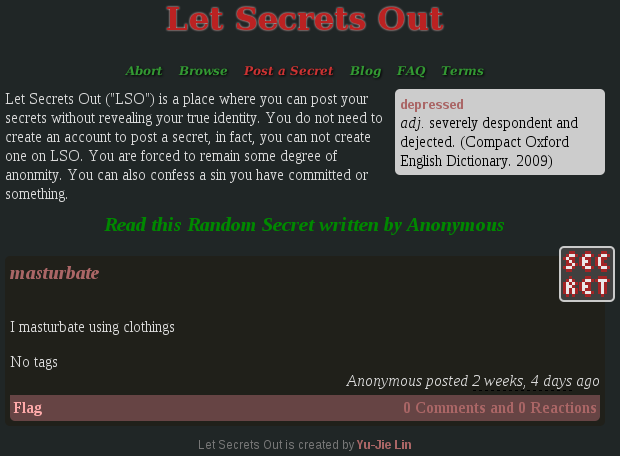 Let Secrets Out
Abort Browse Post a Secret Blog FAQ Terms
Let Secrets Out ("LSO") is a place where you can post your
secrets without revealing your true identity. You do not need to
create an account to post a secret, in fact, you can not create
one on LSO. You are forced to remain some degree of
anonmity. You can also confess a sin you have committed or
something.
depressed
adj. severely despondent and
dejected. (Compact Oxford
English Dictionary. 2009)
Read this Random Secret written by Anonymous
SEC
RET
masturbate
I masturbate using clothings
No tags
Anonymous posted 2 weeks, 4 days ago
Flag 0 Comments and 0 Reactions
Let Secrets Out is created by Yu-Jie Lin